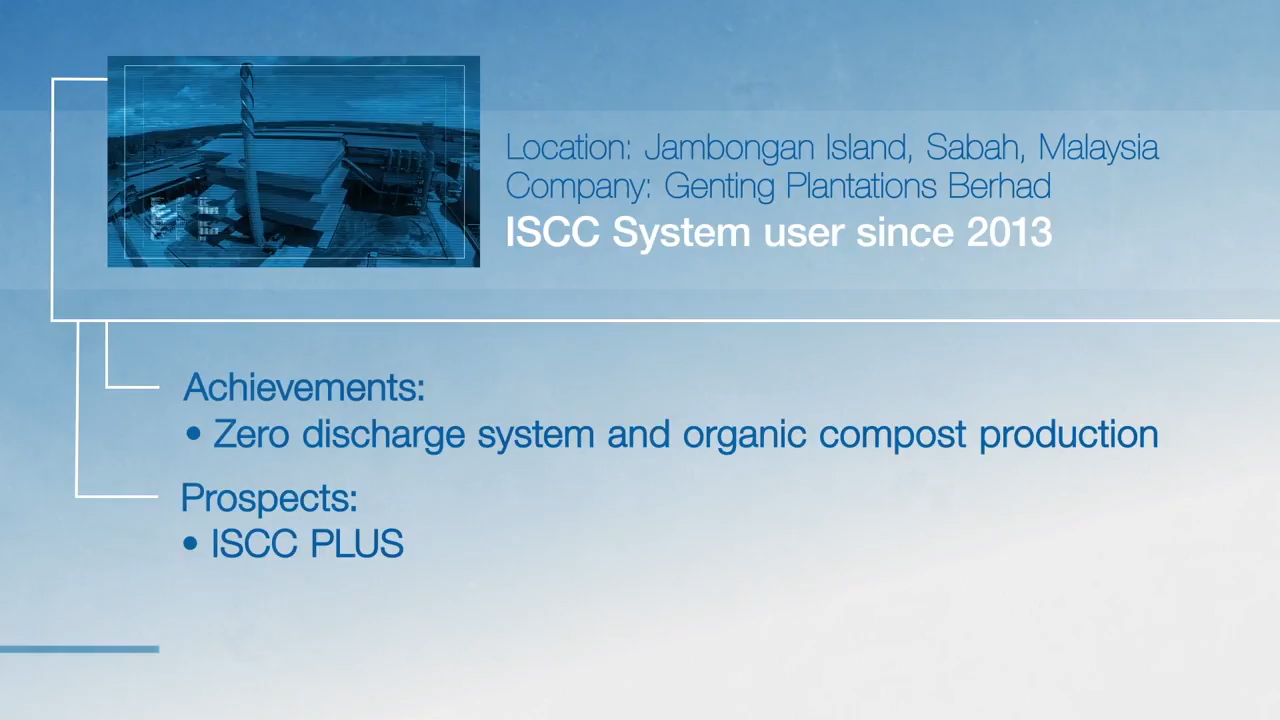 Location: Jambongan Island, Sabah, Malaysia
Company: Genting Plantations Berhad
ISCC System user since 2013
Achievements:
• Zero discharge system and organic compost production
Prospects:
• ISCC PLUS